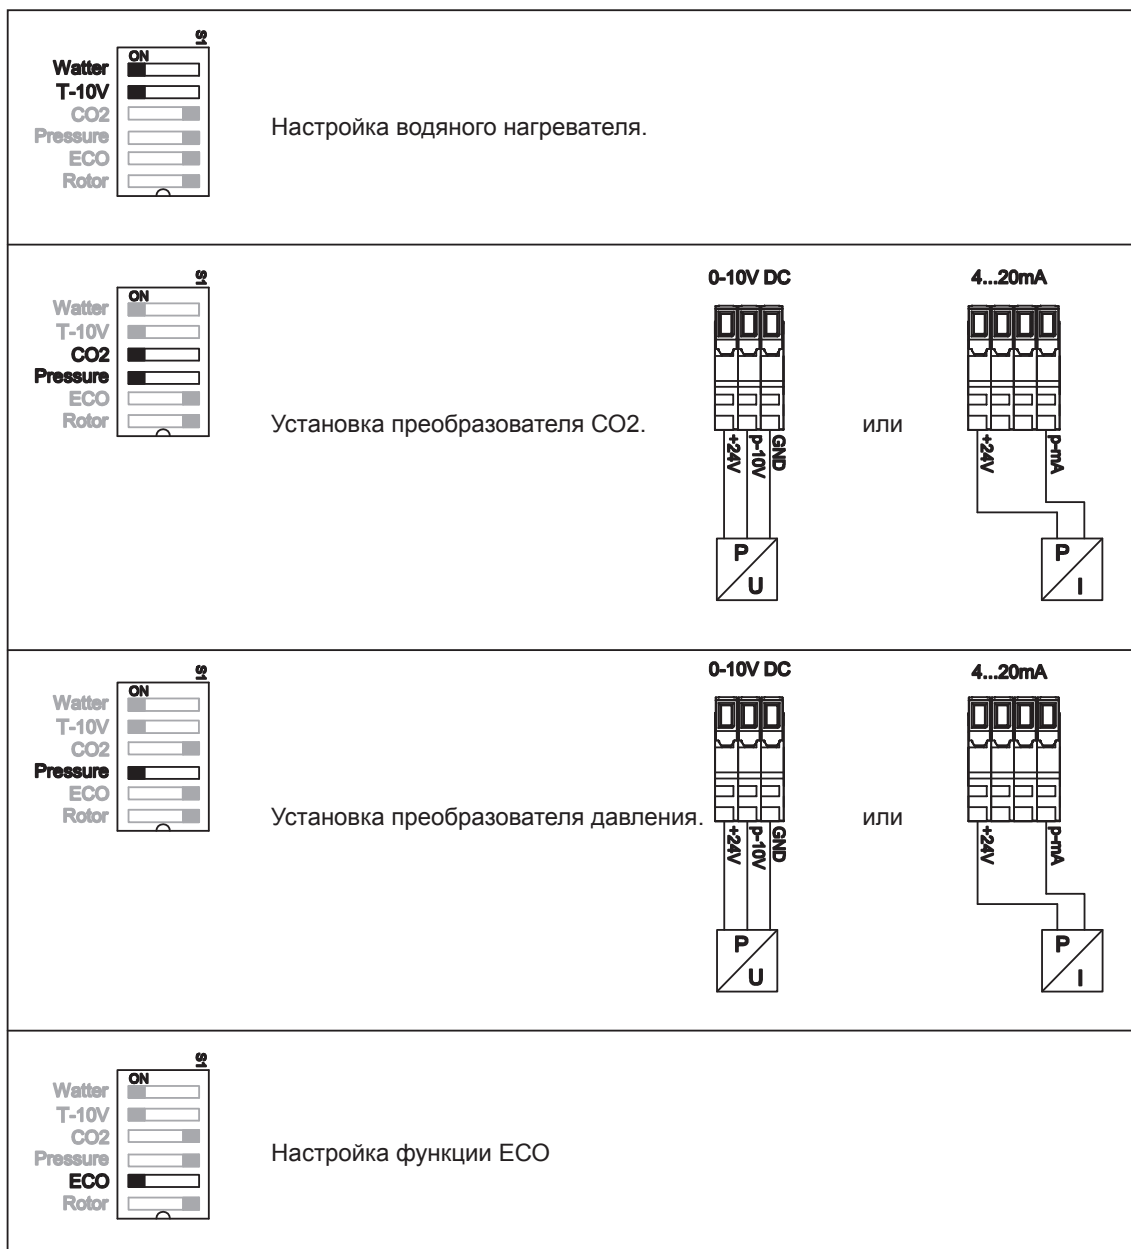 S1
ON
Watter
T-10V
CO2
Pressure
ECO
Rotor
Настройка водяного нагревателя.
S1
ON
Watter
T-10V
CO2
Pressure
ECO
Rotor
Установка преобразователя CO2.
0-10V DC
+24V
p-10V
GND
P
U
или
4...20mA
+24V
p-mA
P
I
S1
ON
Watter
T-10V
CO2
Pressure
ECO
Rotor
Установка преобразователя давления.
0-10V DC
+24V
p-10V
GND
P
U
или
4...20mA
+24V
p-mA
P
I
S1
ON
Watter
T-10V
CO2
Pressure
ECO
Rotor
Настройка функции ECO